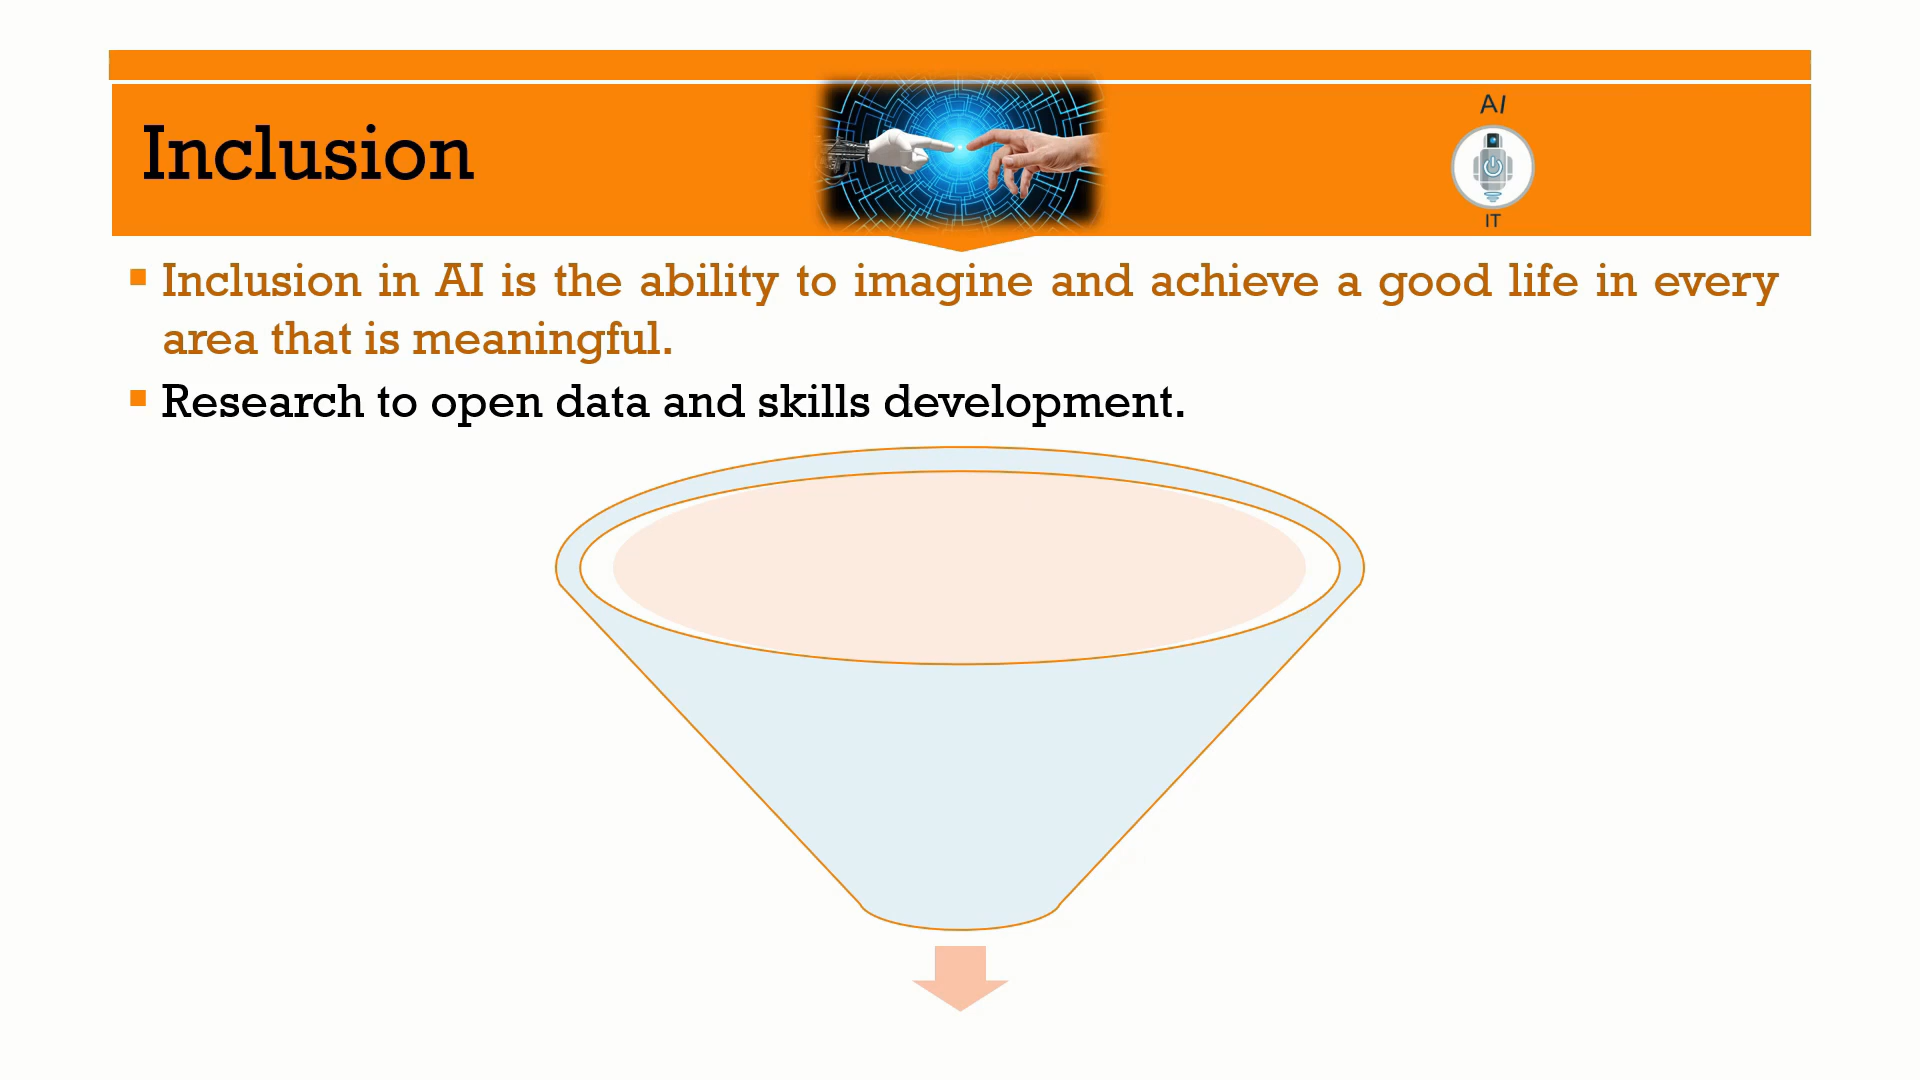 AI
Inclusion
IT
Inclusion in AI is the ability to imagine and achieve a good life in every
area that is meaningful.
Research to open data and skills development.